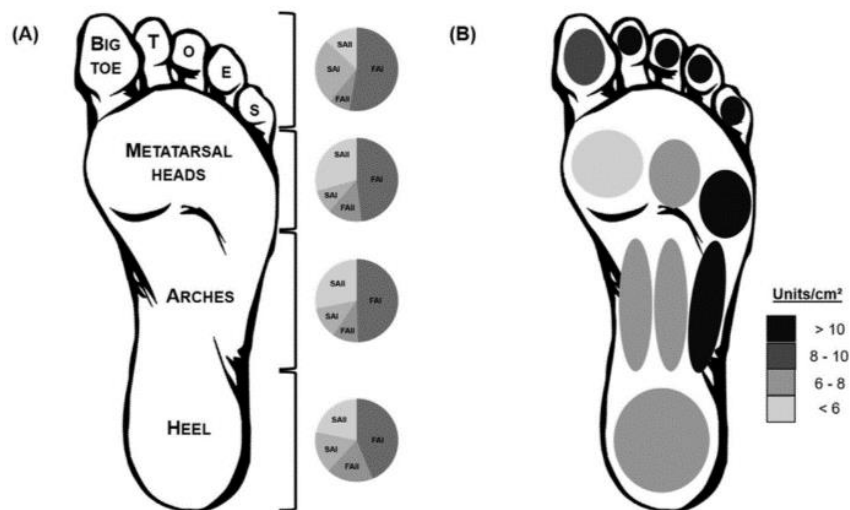 (A)
BIG
TOE
T
O
E
S
METATARSAL
HEADS
ARCHES
HEEL
SAII
SAI
FAI
FAII
SAII
SAI
FAI
FAII
SAII
SAI
FAI
FAII
SAII
SAI
FAI
FAII
(B)
Units/cm²
> 10
8 - 10
6 - 8
< 6